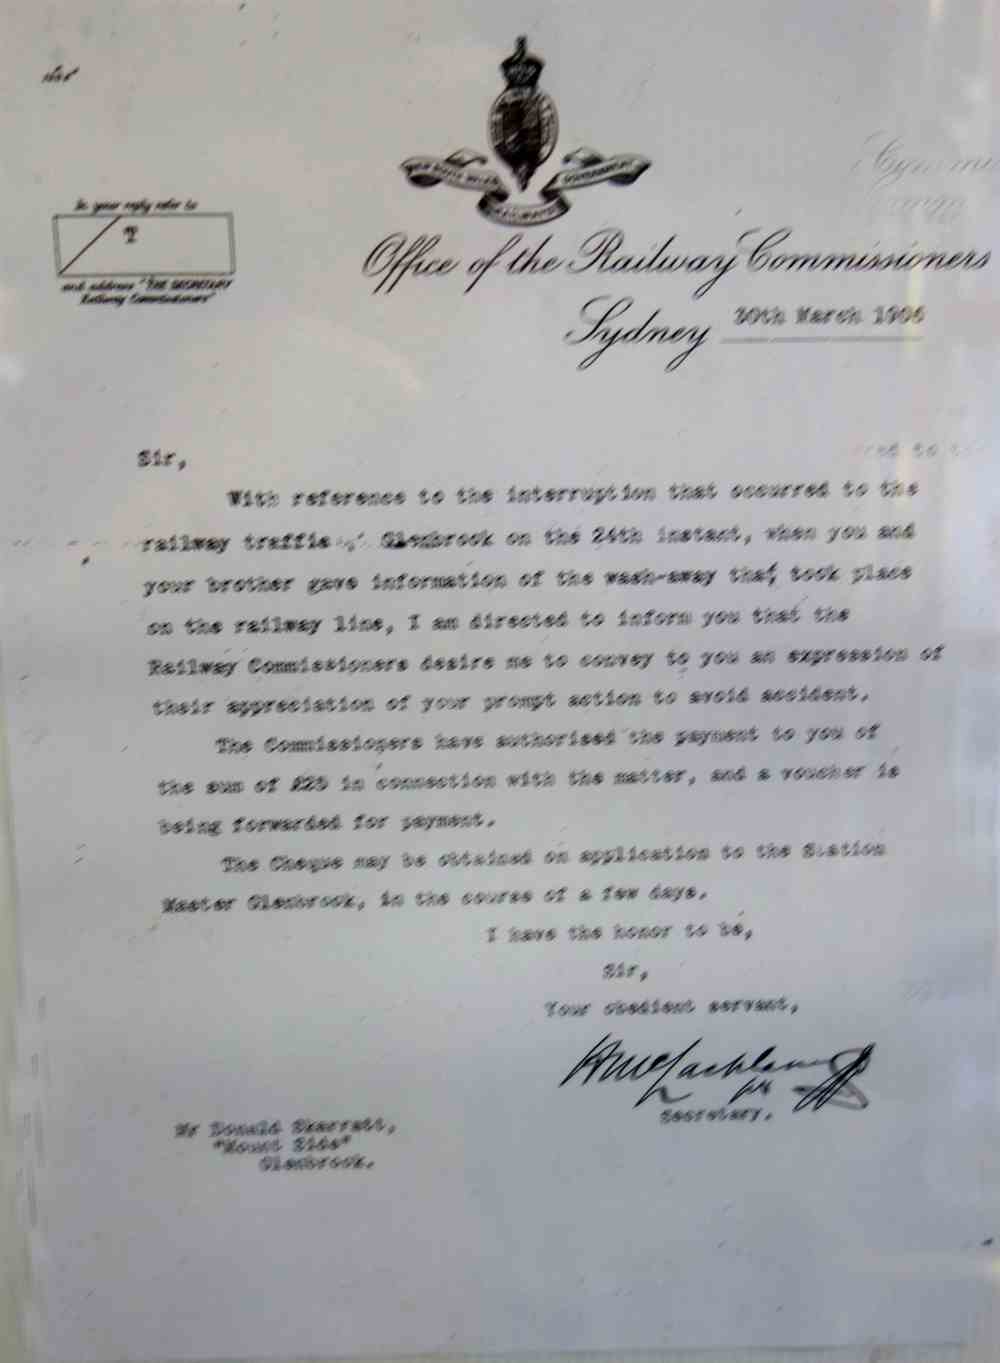 In your reply refer to
T
and address "THE SECRETARY
Railway Commissioners"
NEW SOUTH WALES GOVERNMENT
RAILWAYS
Office of the Railway Commissioners
Sydney 30th March 1906
Sir,
With reference to the interruption that occurred to the
railway traffic Glenbrook on the 24th instant, when you and
your brother gave information of the wash-away that took place
on the railway line, I am directed to inform you that the
Railway Commissioners desire me to convey to you an expression of
their appreciation of your prompt action to avoid accident.
The Commissioners have authorised the payment to you of
the sum of £25 in connection with the matter, and a voucher is
being forwarded for payment.
The Cheque may be obtained on application to the Station
Master Glenbrook, in the course of a few days.
I have the honor to be,
Sir,
Your obedient servant,
H McLachlan
Secretary.
Mr Donald Skarratt,
"Mount Side"
Glenbrook.